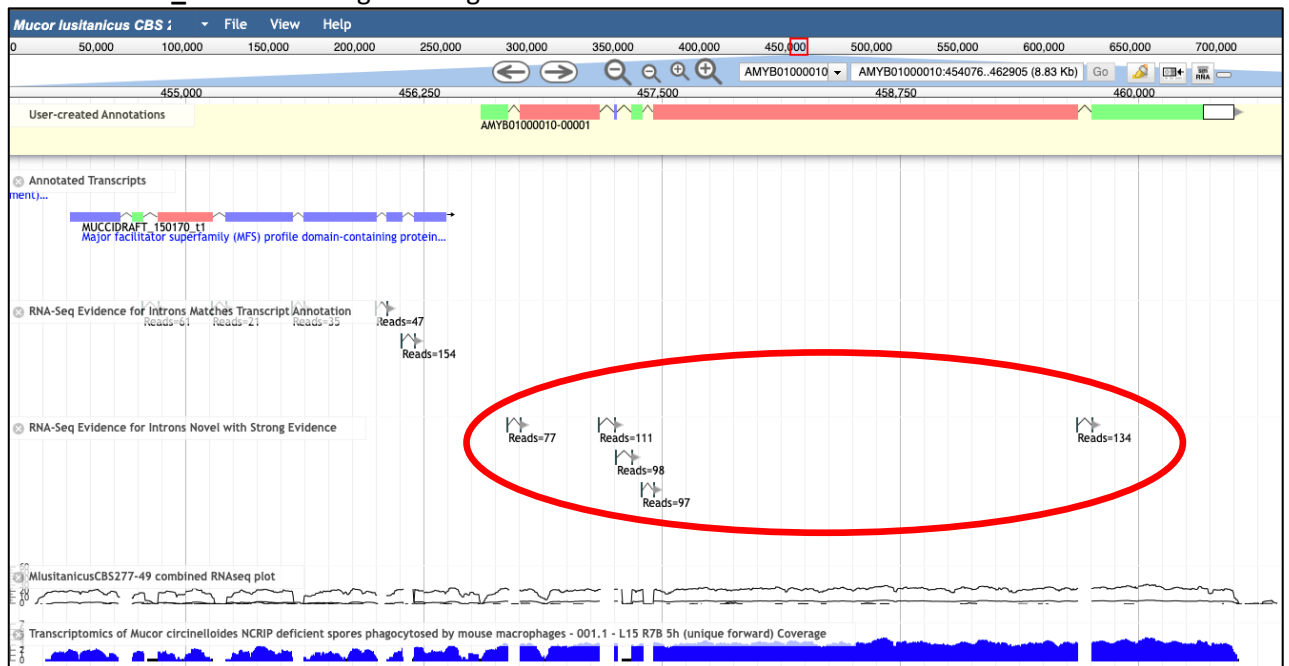 Mucor lusitanicus CBS 2 File View Help
0 50,000 100,000 150,000 200,000 250,000 300,000 350,000 400,000 450,000 500,000 550,000 600,000 650,000 700,000
AMYB01000010 AMYB01000010:454076..462905 (8.83 Kb) Go RNA
455,000 456,250 457,500 458,750 460,000
User-created Annotations
AMYB01000010-00001
Annotated Transcripts
ment)...
MUCCIDRAFT_150170_t1
Major facilitator superfamily (MFS) profile domain-containing protein...
RNA-Seq Evidence for Introns Matches Transcript Annotation
Reads=61 Reads=21 Reads=35 Reads=47
Reads=154
RNA-Seq Evidence for Introns Novel with Strong Evidence
Reads=77 Reads=111 Reads=134
Reads=98
Reads=97
MlusitanicusCBS277-49 combined RNAseq plot
0
Transcriptomics of Mucor circinelloides NCRIP deficient spores phagocytosed by mouse macrophages - 001.1 - L15 R7B 5h (unique forward) Coverage
0